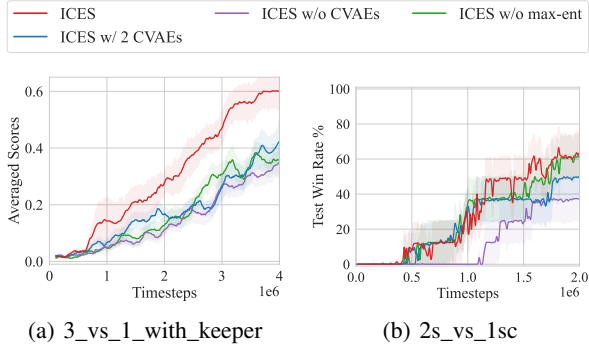 ICES ICES w/o CVAEs ICES w/o max-ent
ICES w/ 2 CVAEs
Averaged Scores
0.6
0.4
0.2
0.0
0 1 2 3 4
Timesteps 1e6
(a) 3_vs_1_with_keeper
Test Win Rate %
100
80
60
40
20
0
0.0 0.5 1.0 1.5 2.0
Timesteps 1e6
(b) 2s_vs_1sc